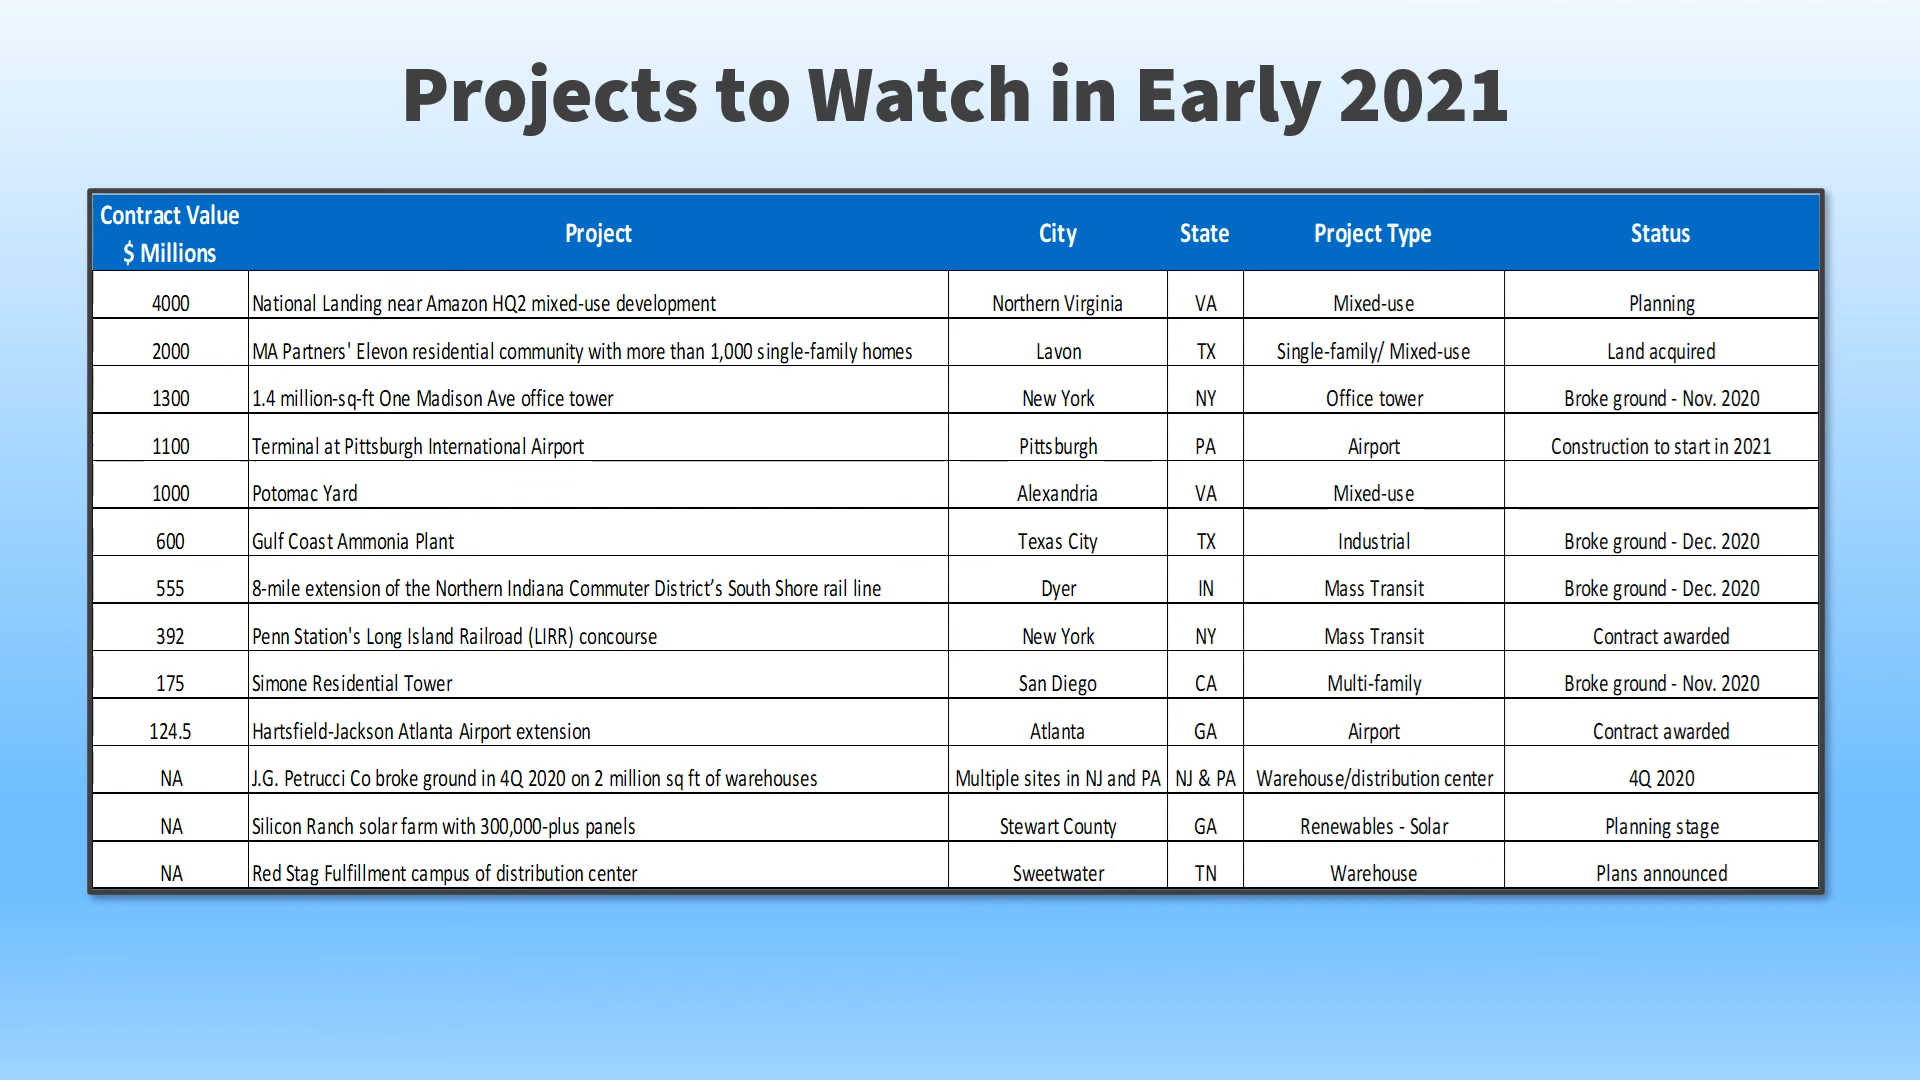 Projects to Watch in Early 2021
Contract Value
$ Millions
Project City State Project Type Status
4000 National Landing near Amazon HQ2 mixed-use development Northern Virginia VA Mixed-use Planning
2000 MA Partners' Elevon residential community with more than 1,000 single-family homes Lavon TX Single-family/ Mixed-use Land acquired
1300 1.4 million-sq-ft One Madison Ave office tower New York NY Office tower Broke ground - Nov. 2020
1100 Terminal at Pittsburgh International Airport Pittsburgh PA Airport Construction to start in 2021
1000 Potomac Yard Alexandria VA Mixed-use
600 Gulf Coast Ammonia Plant Texas City TX Industrial Broke ground - Dec. 2020
555 8-mile extension of the Northern Indiana Commuter District’s South Shore rail line Dyer IN Mass Transit Broke ground - Dec. 2020
392 Penn Station's Long Island Railroad (LIRR) concourse New York NY Mass Transit Contract awarded
175 Simone Residential Tower San Diego CA Multi-family Broke ground - Nov. 2020
124.5 Hartsfield-Jackson Atlanta Airport extension Atlanta GA Airport Contract awarded
NA J.G. Petrucci Co broke ground in 4Q 2020 on 2 million sq ft of warehouses Multiple sites in NJ and PA NJ & PA Warehouse/distribution center 4Q 2020
NA Silicon Ranch solar farm with 300,000-plus panels Stewart County GA Renewables - Solar Planning stage
NA Red Stag Fulfillment campus of distribution center Sweetwater TN Warehouse Plans announced